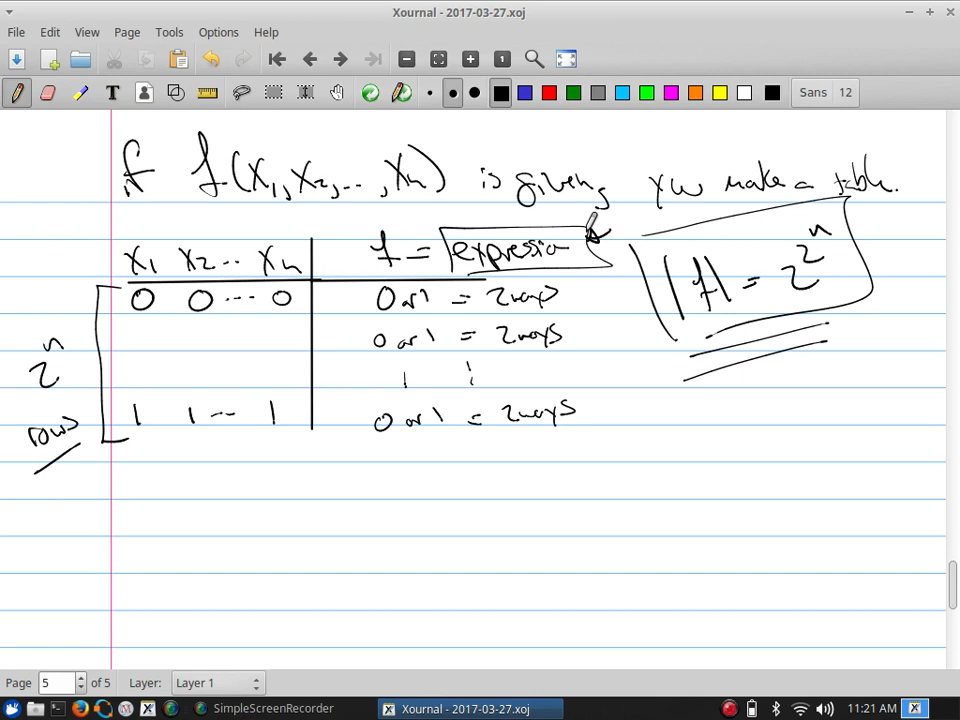 Xournal - 2017-03-27.xoj
File Edit View Page Tools Options Help
Sans 12
If f(x1, x2, ..., xn) is given, you make a table.
x1 x2 ... xn f = expression |f| = 2^2^n
0 0 ... 0 0 or 1 = 2 ways
0 or 1 = 2 ways
2^n
rows
1 1 ... 1 0 or 1 = 2 ways
Page 5 of 5 Layer: Layer 1
SimpleScreenRecorder Xournal - 2017-03-27.xoj 11:21 AM